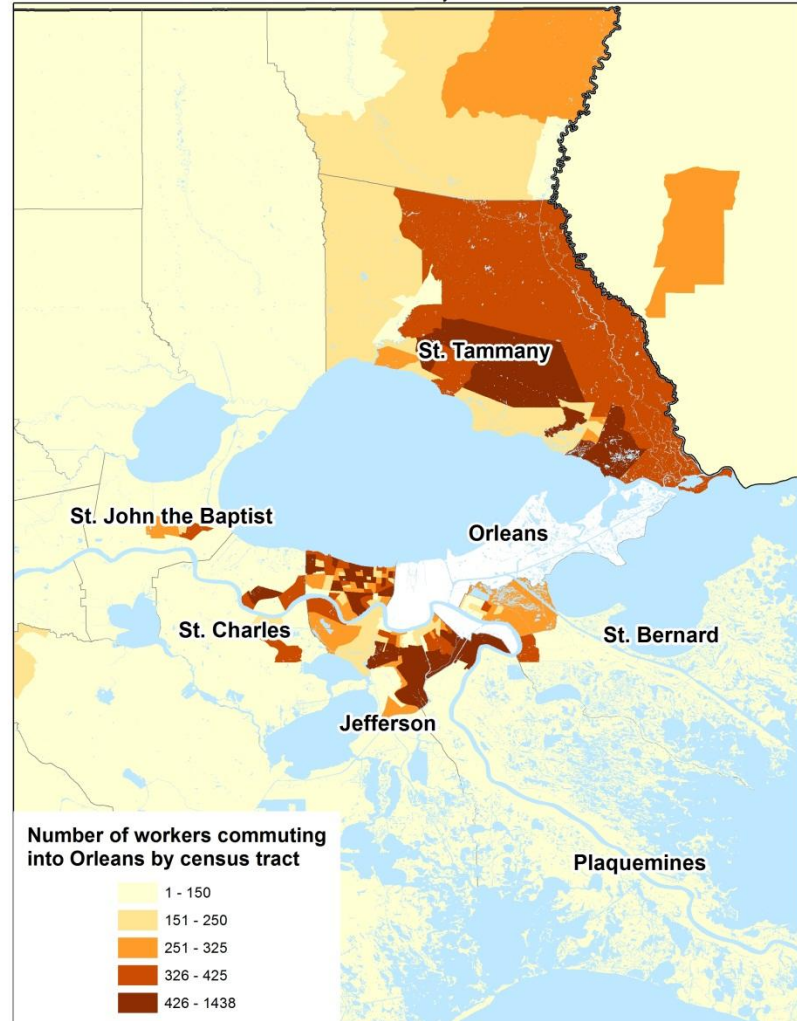 St. Tammany
Orleans
St. John the Baptist
St. Charles
St. Bernard
Jefferson
Plaquemines
Number of workers commuting
into Orleans by census tract
1 - 150
151 - 250
251 - 325
326 - 425
426 - 1438